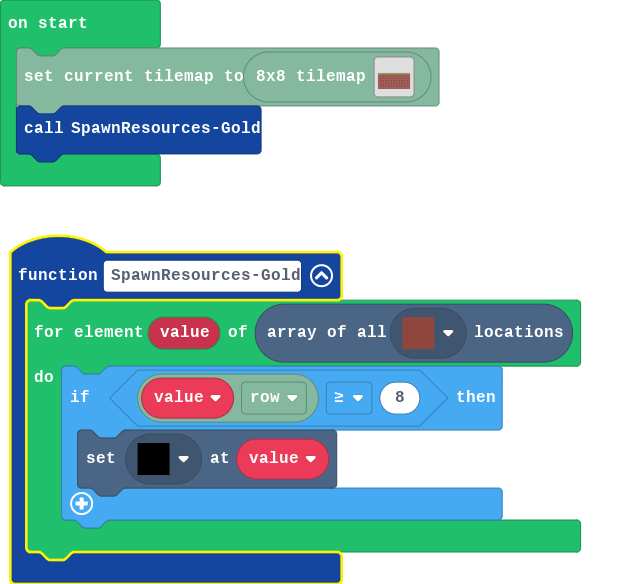 on start
set current tilemap to 8x8 tilemap
call SpawnResources-Gold
function SpawnResources-Gold
for element value of array of all locations
do
if value row ≥ 8 then
set at value